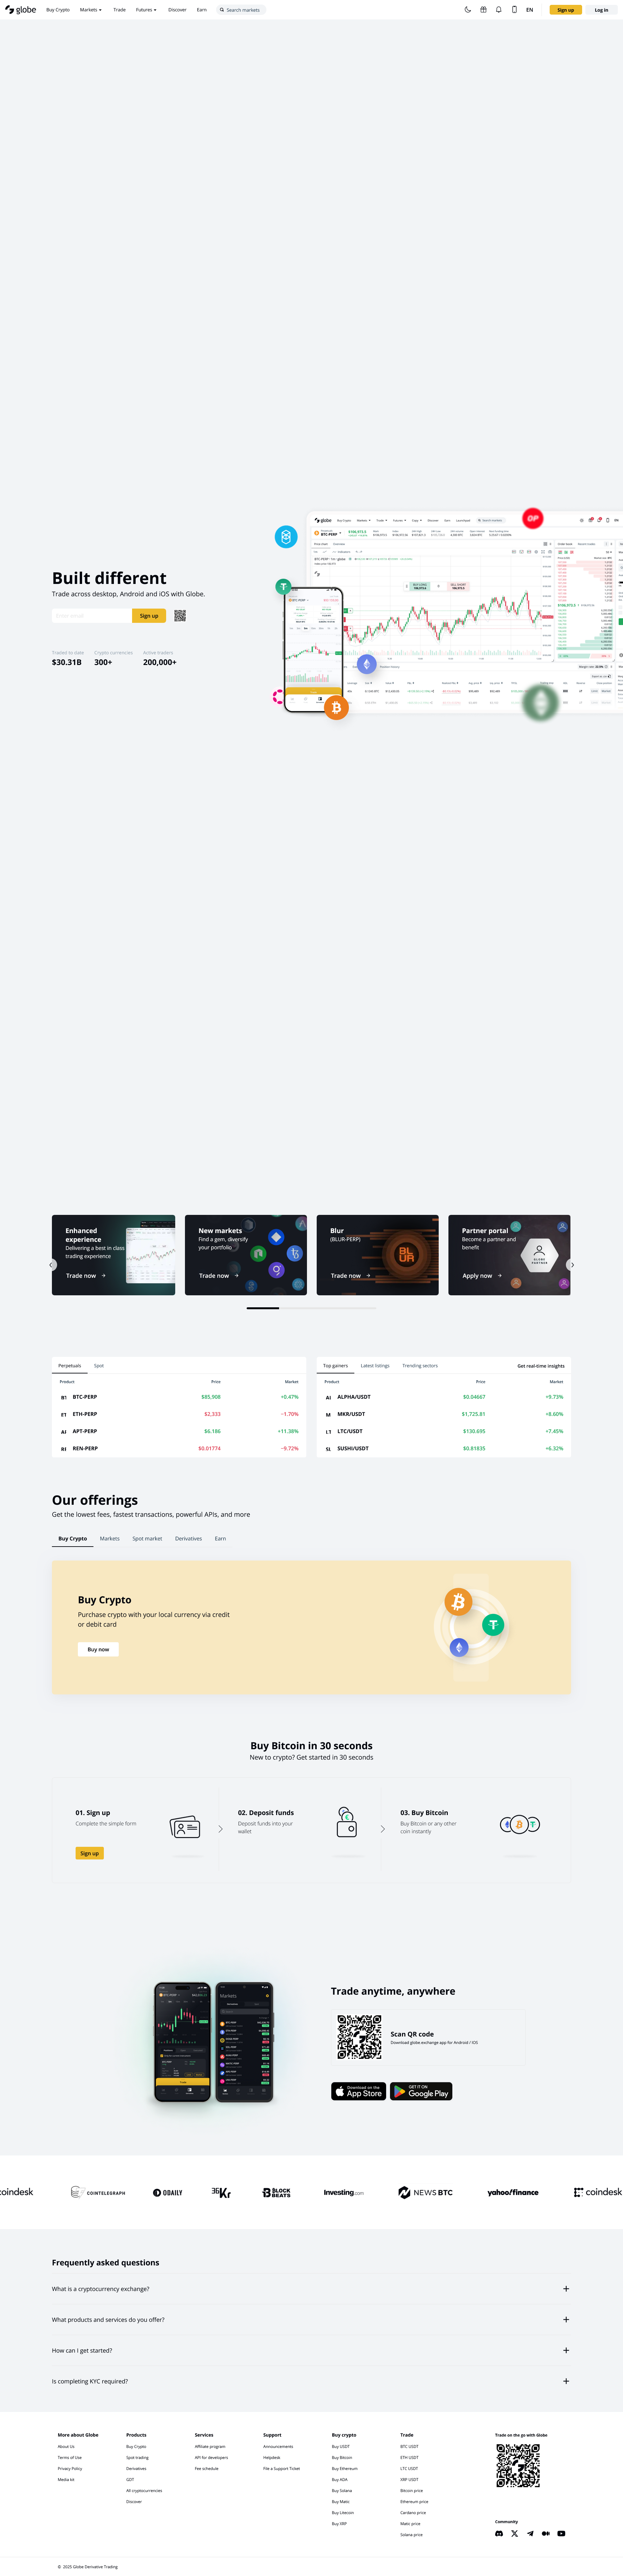 globe
Buy Crypto Markets Trade Futures Discover Earn Search markets EN Sign up Log in
Built different
Trade across desktop, Android and iOS with Globe.
Sign up
Traded to date Crypto currencies Active traders
$30.31B 300+ 200,000+
Enhanced experience
Delivering a best in class trading experience
Trade now
New markets
Find a gem, diversify your portfolio
Trade now
Blur
(BLUR-PERP)
BLUR
Trade now
Partner portal
Become a partner and benefit
GLOBE PARTNER
Apply now
Perpetuals Spot
Product Price Market
BTC-PERP $85,908 +0.47%
ETH-PERP $2,333 −1.70%
APT-PERP $6.186 +11.38%
REN-PERP $0.01774 −9.72%
Top gainers Latest listings Trending sectors Get real-time insights
Product Price Market
ALPHA/USDT $0.04667 +9.73%
MKR/USDT $1,725.81 +8.60%
LTC/USDT $130.695 +7.45%
SUSHI/USDT $0.81835 +6.32%
Our offerings
Get the lowest fees, fastest transactions, powerful APIs, and more
Buy Crypto Markets Spot market Derivatives Earn
Buy Crypto
Purchase crypto with your local currency via credit
or debit card
Buy now
Buy Bitcoin in 30 seconds
New to crypto? Get started in 30 seconds
01. Sign up
Complete the simple form
Sign up
02. Deposit funds
Deposit funds into your
wallet
03. Buy Bitcoin
Buy Bitcoin or any other
coin instantly
Trade anytime, anywhere
Markets
Scan QR code
Download globe.exchange app for Android / iOS
Download on the App Store
GET IT ON Google Play
coindesk COINTELEGRAPH ODAILY 36Kr BLOCK BEATS Investing.com NEWSBTC yahoo!finance coindesk
Frequently asked questions
What is a cryptocurrency exchange?
What products and services do you offer?
How can I get started?
Is completing KYC required?
More about Globe
About Us
Terms of Use
Privacy Policy
Media kit
Products
Buy Crypto
Spot trading
Derivatives
GDT
All cryptocurrencies
Discover
Services
Affiliate program
API for developers
Fee schedule
Support
Announcements
Helpdesk
File a Support Ticket
Buy crypto
Buy USDT
Buy Bitcoin
Buy Ethereum
Buy ADA
Buy Solana
Buy Matic
Buy Litecoin
Buy XRP
Trade
BTC USDT
ETH USDT
LTC USDT
XRP USDT
Bitcoin price
Ethereum price
Cardano price
Matic price
Solana price
Trade on the go with Globe
Community
© 2025 Globe Derivative Trading